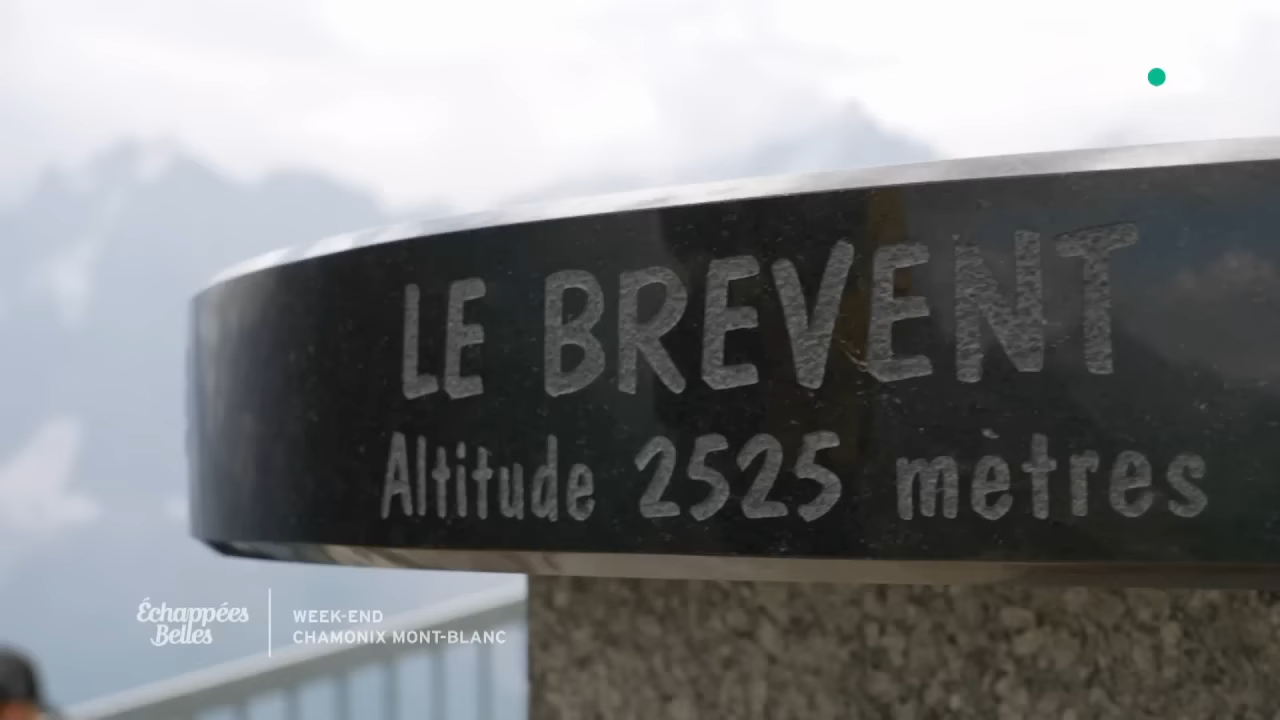 LE BREVENT
Altitude 2525 mètres
Échappées
Belles
WEEK-END
CHAMONIX MONT-BLANC